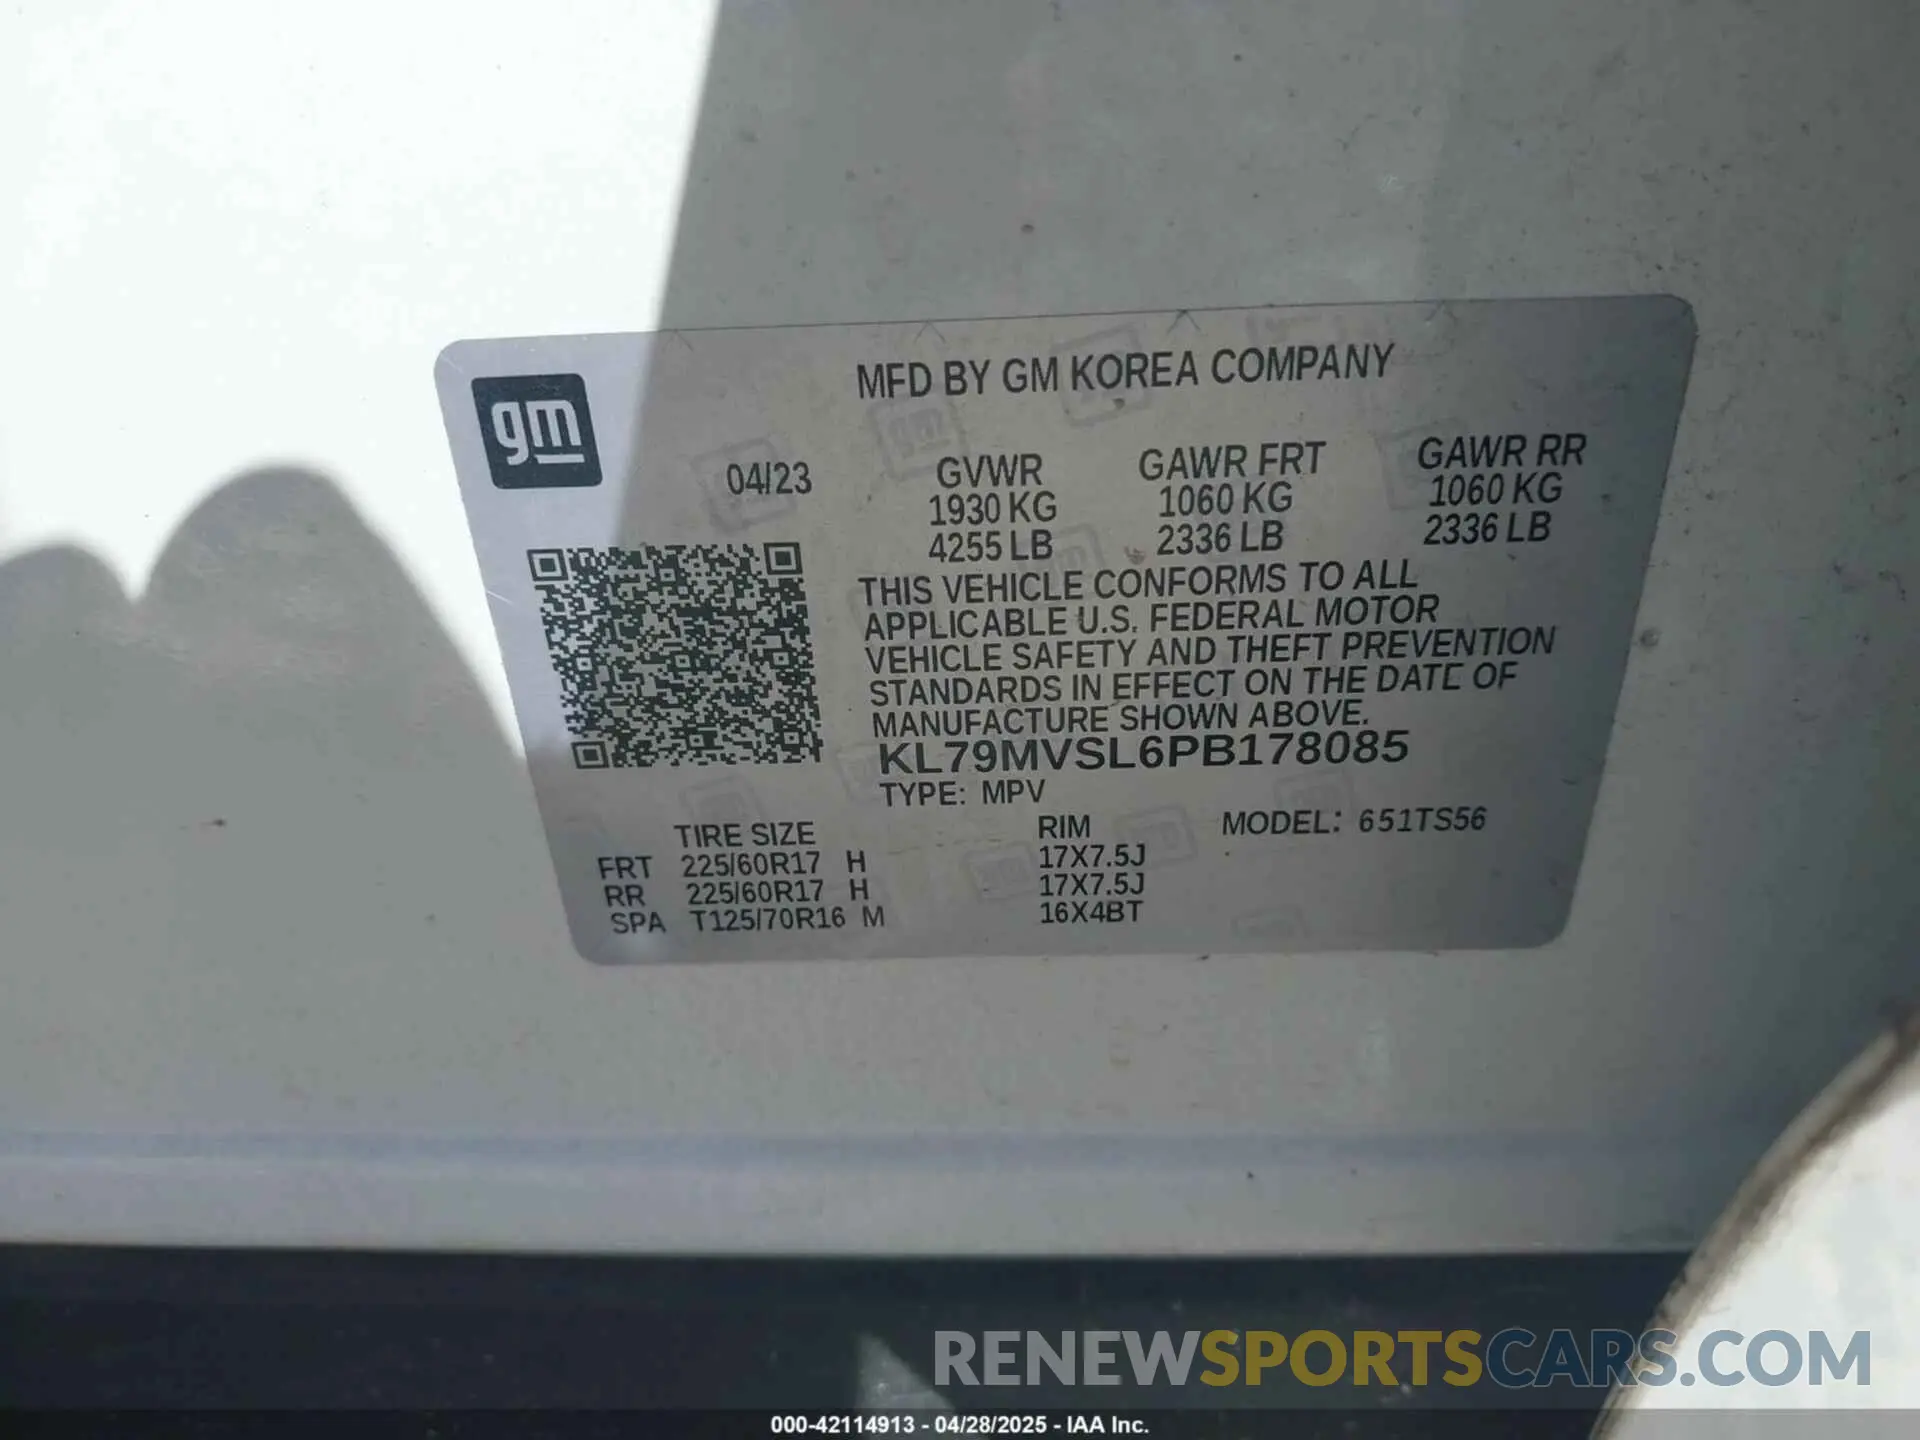 gm
MFD BY GM KOREA COMPANY
04/23
GVWR GAWR FRT GAWR RR
1930 KG 1060 KG 1060 KG
4255 LB 2336 LB 2336 LB
THIS VEHICLE CONFORMS TO ALL
APPLICABLE U.S. FEDERAL MOTOR
VEHICLE SAFETY AND THEFT PREVENTION
STANDARDS IN EFFECT ON THE DATE OF
MANUFACTURE SHOWN ABOVE.
KL79MVSL6PB178085
TYPE: MPV
TIRE SIZE RIM MODEL: 651TS56
FRT 225/60R17 H 17X7.5J
RR 225/60R17 H 17X7.5J
SPA T125/70R16 M 16X4BT
RENEWSPORTSCARS.COM
000-42114913 - 04/28/2025 - IAA Inc.